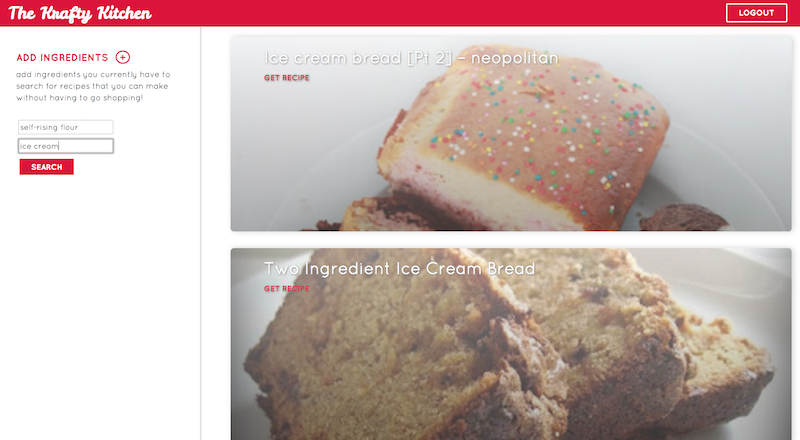 The Krafty Kitchen
LOGOUT
ADD INGREDIENTS
add ingredients you currently have to
search for recipes that you can make
without having to go shopping!
self-rising flour
ice cream
SEARCH
Ice cream bread [Pt 2] – neopolitan
GET RECIPE
Two Ingredient Ice Cream Bread
GET RECIPE